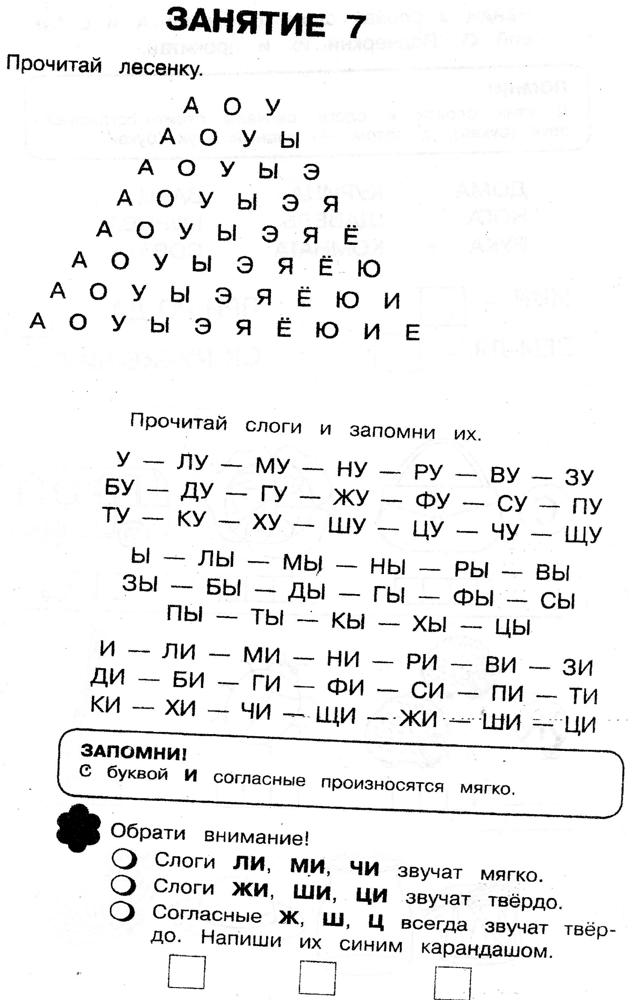 ЗАНЯТИЕ 7
Прочитай лесенку.
А О У
А О У Ы
А О У Ы Э
А О У Ы Э Я
А О У Ы Э Я Ё
А О У Ы Э Я Ё Ю
А О У Ы Э Я Ё Ю И
А О У Ы Э Я Ё Ю И Е
Прочитай слоги и запомни их.
У — ЛУ — МУ — НУ — РУ — ВУ — ЗУ
БУ — ДУ — ГУ — ЖУ — ФУ — СУ — ПУ
ТУ — КУ — ХУ — ШУ — ЦУ — ЧУ — ЩУ
Ы — ЛЫ — МЫ — НЫ — РЫ — ВЫ
ЗЫ — БЫ — ДЫ — ГЫ — ФЫ — СЫ
ПЫ — ТЫ — КЫ — ХЫ — ЦЫ
И — ЛИ — МИ — НИ — РИ — ВИ — ЗИ
ДИ — БИ — ГИ — ФИ — СИ — ПИ — ТИ
КИ — ХИ — ЧИ — ЩИ — ЖИ — ШИ — ЦИ
ЗАПОМНИ!
С буквой И согласные произносятся мягко.
Обрати внимание!
Слоги ЛИ, МИ, ЧИ звучат мягко.
Слоги ЖИ, ШИ, ЦИ звучат твёрдо.
Согласные Ж, Ш, Ц всегда звучат твёр-
до. Напиши их синим карандашом.